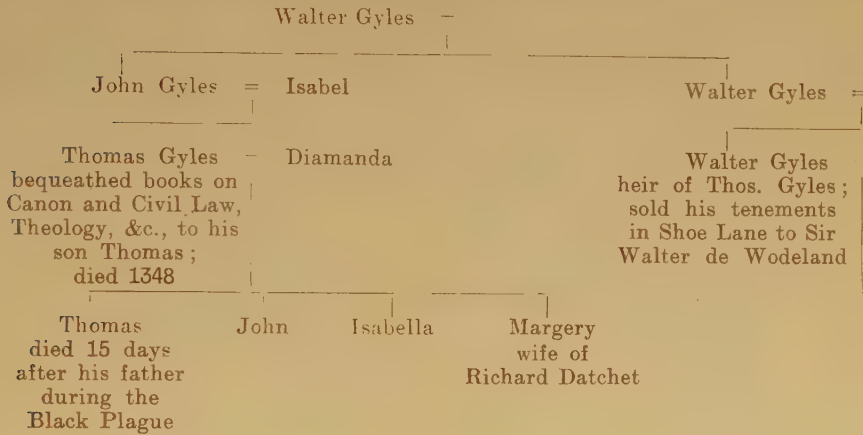 Walter Gyles –
John Gyles = Isabel
Walter Gyles =
Thomas Gyles – Diamanda
bequeathed books on
Canon and Civil Law,
Theology, &c., to his
son Thomas ;
died 1348
Walter Gyles
heir of Thos. Gyles ;
sold his tenements
in Shoe Lane to Sir
Walter de Wodeland
Thomas
died 15 days
after his father
during the
Black Plague
John
Isabella
Margery
wife of
Richard Datchet